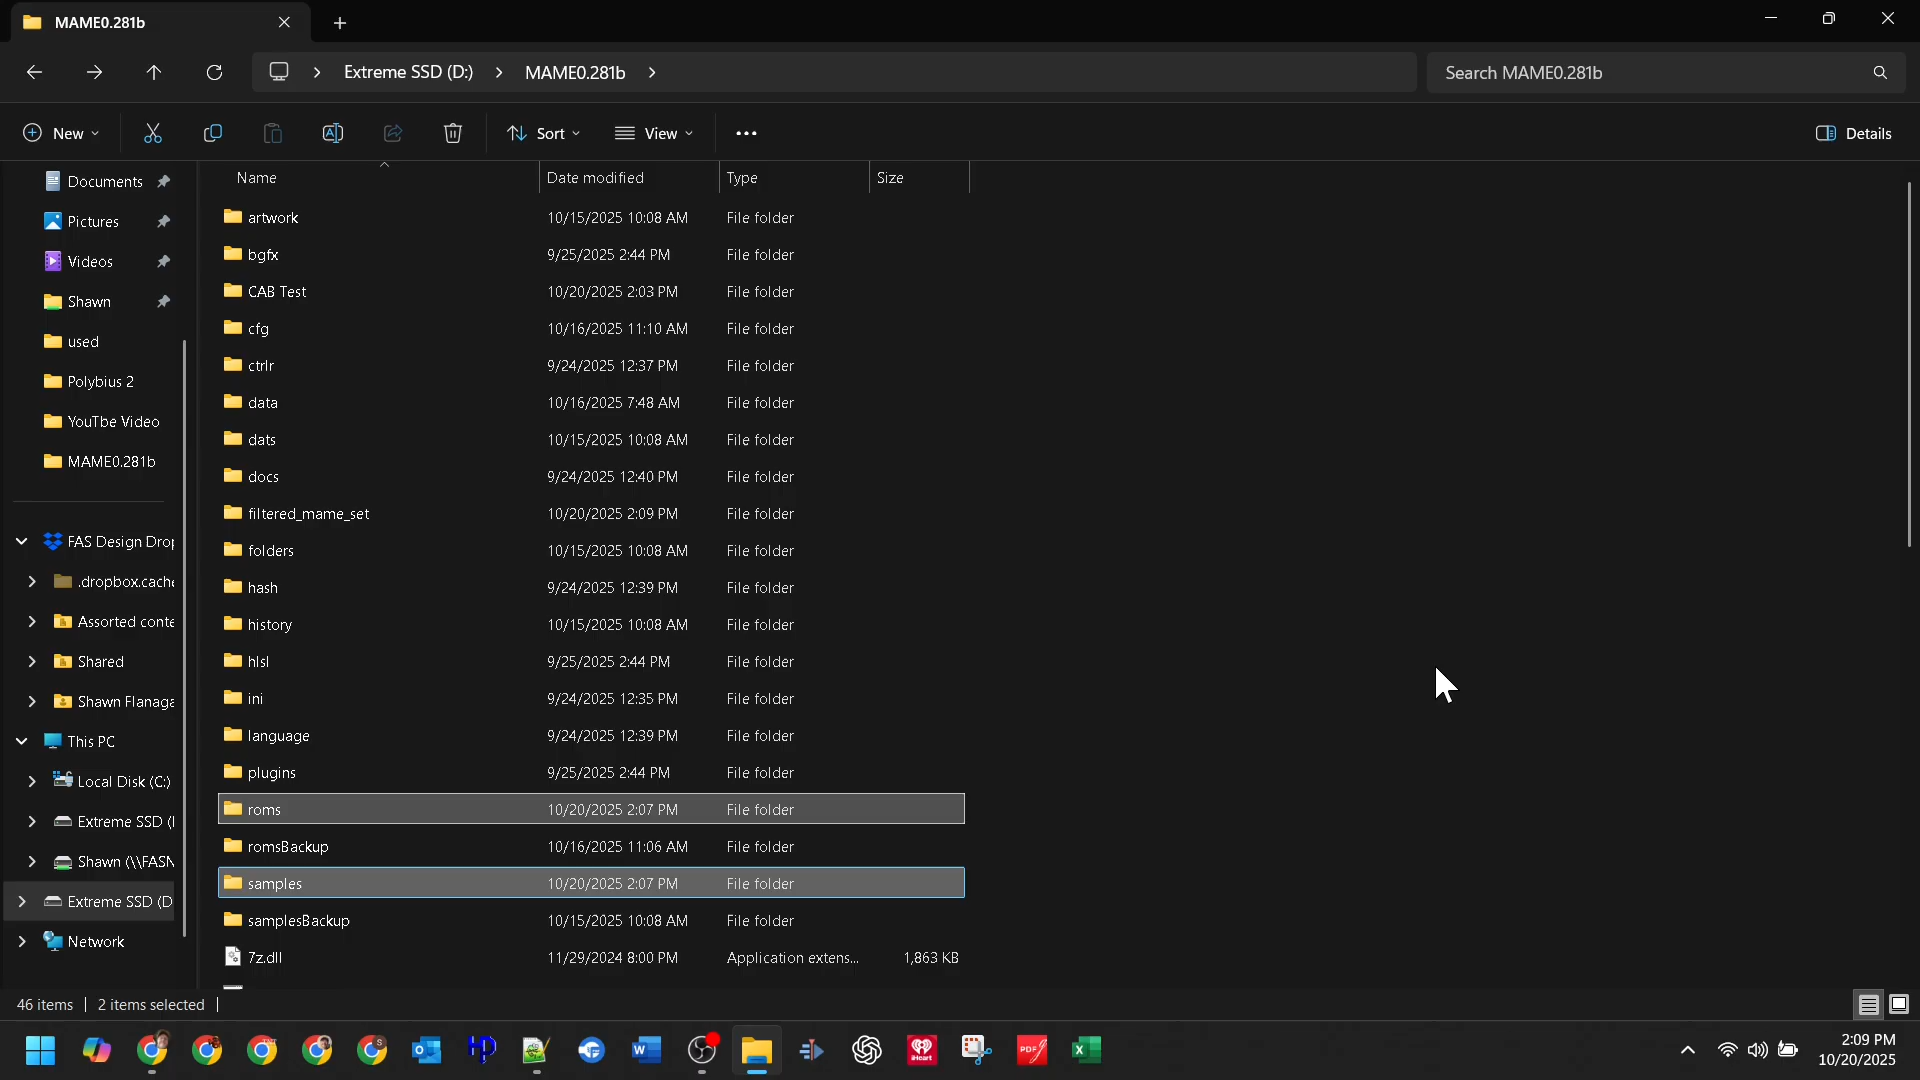 MAME0.281b
Extreme SSD (D:) MAME0.281b
Search MAME0.281b
New
Sort
View
Details
Documents
Pictures
Videos
Shawn
used
Polybius 2
YouTbe Video
MAME0.281b
FAS Design Drop
.dropbox.cache
Assorted conte
Shared
Shawn Flanaga
This PC
Local Disk (C:)
Extreme SSD (
Shawn (\\FASN
Extreme SSD (D
Network
Name Date modified Type Size
artwork 10/15/2025 10:08 AM File folder
bgfx 9/25/2025 2:44 PM File folder
CAB Test 10/20/2025 2:03 PM File folder
cfg 10/16/2025 11:10 AM File folder
ctrlr 9/24/2025 12:37 PM File folder
data 10/16/2025 7:48 AM File folder
dats 10/15/2025 10:08 AM File folder
docs 9/24/2025 12:40 PM File folder
filtered_mame_set 10/20/2025 2:09 PM File folder
folders 10/15/2025 10:08 AM File folder
hash 9/24/2025 12:39 PM File folder
history 10/15/2025 10:08 AM File folder
hlsl 9/25/2025 2:44 PM File folder
ini 9/24/2025 12:35 PM File folder
language 9/24/2025 12:39 PM File folder
plugins 9/25/2025 2:44 PM File folder
roms 10/20/2025 2:07 PM File folder
romsBackup 10/16/2025 11:06 AM File folder
samples 10/20/2025 2:07 PM File folder
samplesBackup 10/15/2025 10:08 AM File folder
7z.dll 11/29/2024 8:00 PM Application extens... 1,863 KB
46 items 2 items selected
2:09 PM
10/20/2025